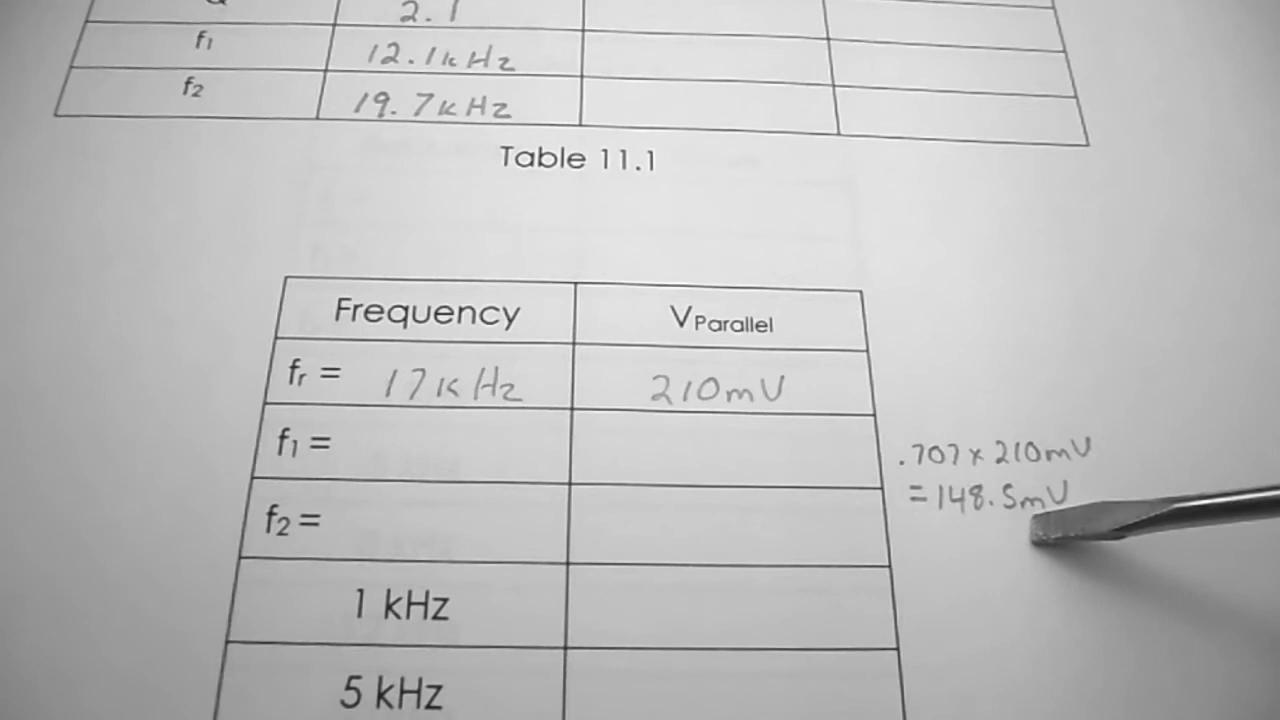 2.1
f1 12.1kHz
f2 19.7kHz
Table 11.1
Frequency VParallel
fr = 17kHz 210mV
f1 =
f2 =
1 kHz
5 kHz
.707 x 210mV
= 148.5mV